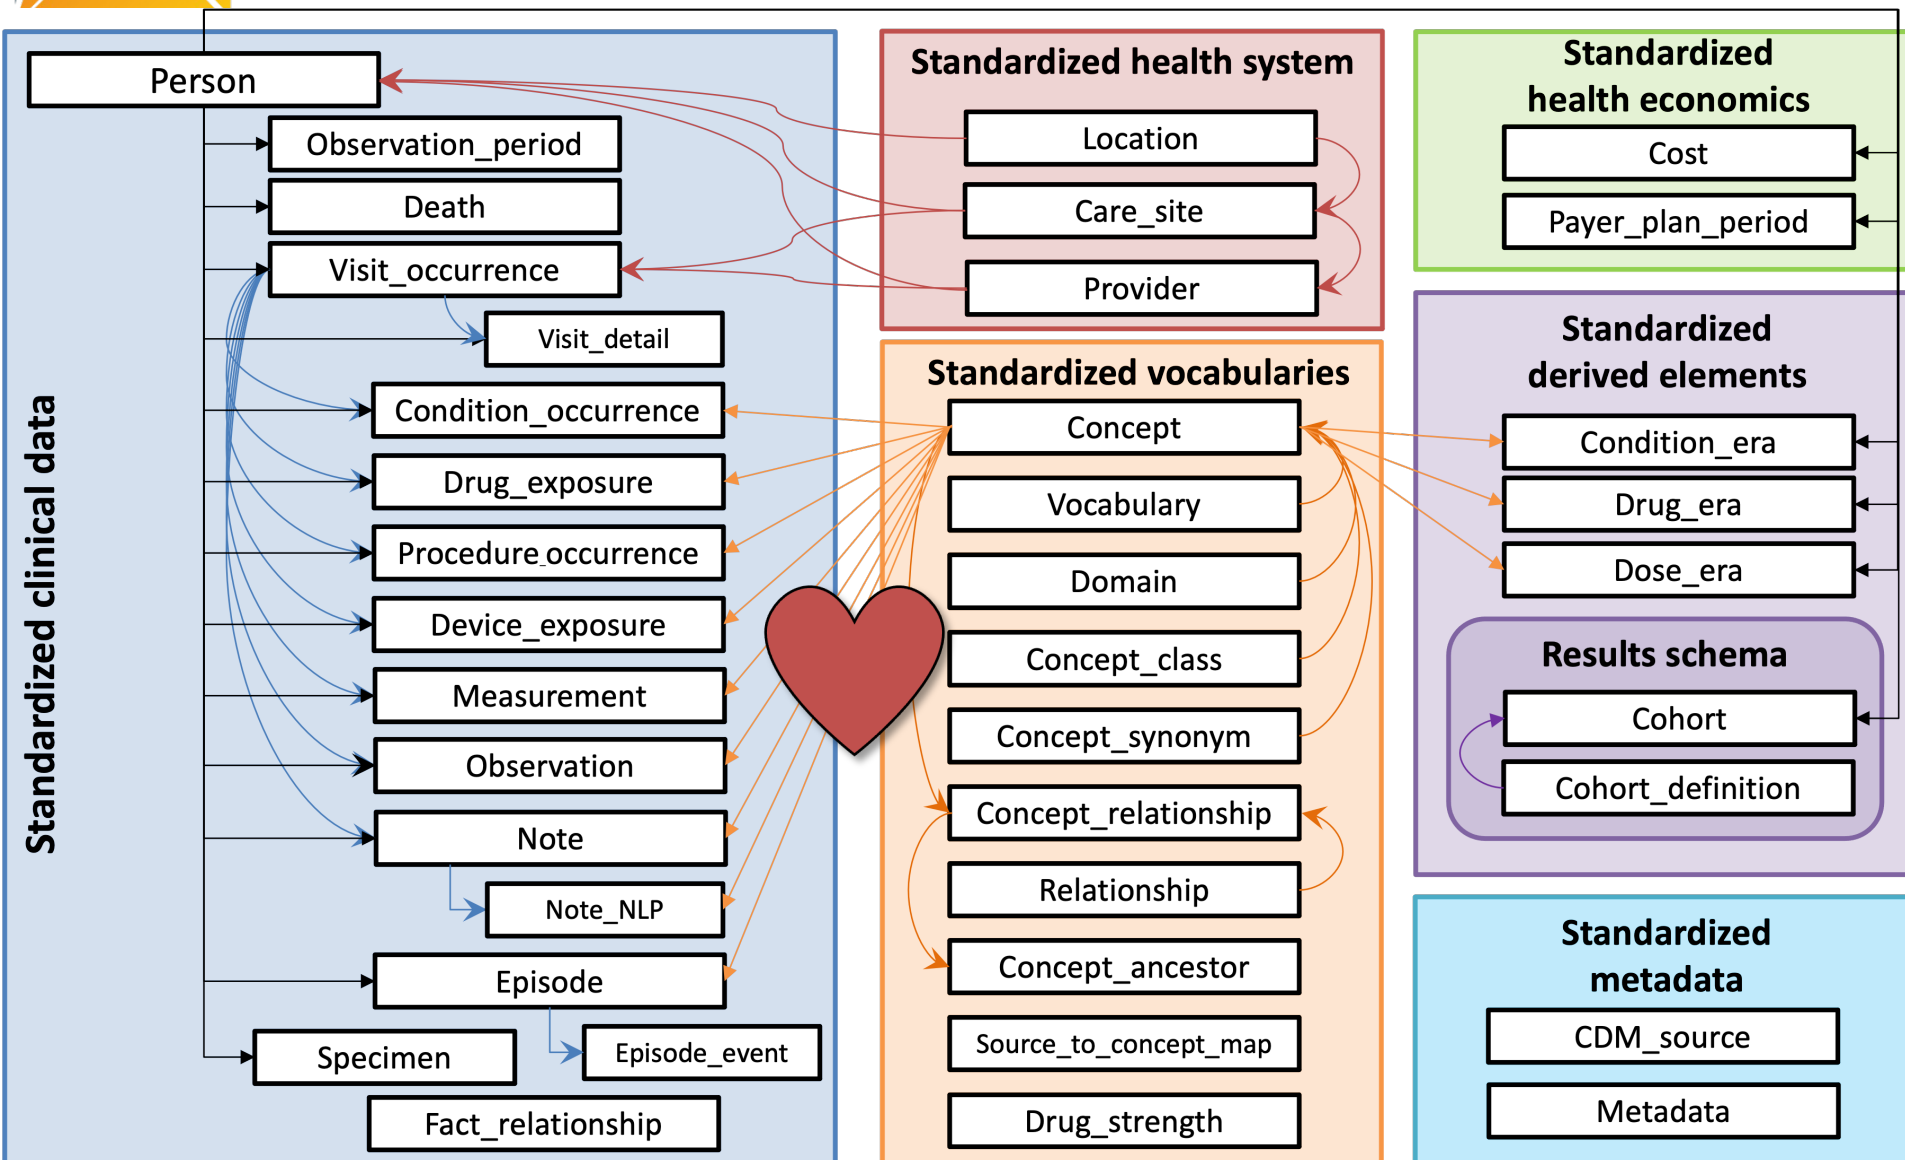 Standardized clinical data
Person
Observation_period
Death
Visit_occurrence
Visit_detail
Condition_occurrence
Drug_exposure
Procedure_occurrence
Device_exposure
Measurement
Observation
Note
Note_NLP
Episode
Episode_event
Specimen
Fact_relationship
Standardized health system
Location
Care_site
Provider
Standardized vocabularies
Concept
Vocabulary
Domain
Concept_class
Concept_synonym
Concept_relationship
Relationship
Concept_ancestor
Source_to_concept_map
Drug_strength
Standardized
health economics
Cost
Payer_plan_period
Standardized
derived elements
Condition_era
Drug_era
Dose_era
Results schema
Cohort
Cohort_definition
Standardized
metadata
CDM_source
Metadata